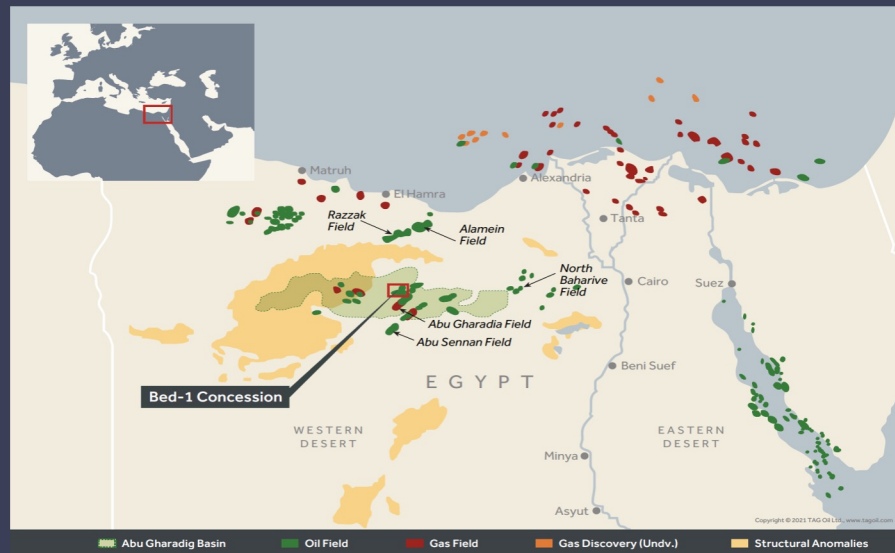 Matruh
El Hamra
Alexandria
Razzak
Field
Alamein
Field
Tanta
North
Baharive
Field
Cairo
Suez
Abu Gharadia Field
Abu Sennan Field
Beni Suef
Bed-1 Concession
EGYPT
WESTERN
DESERT
EASTERN
DESERT
Minya
Asyut
Copyright © 2021 TAG Oil Ltd., www.tagoil.com
Abu Gharadig Basin
Oil Field
Gas Field
Gas Discovery (Undv.)
Structural Anomalies